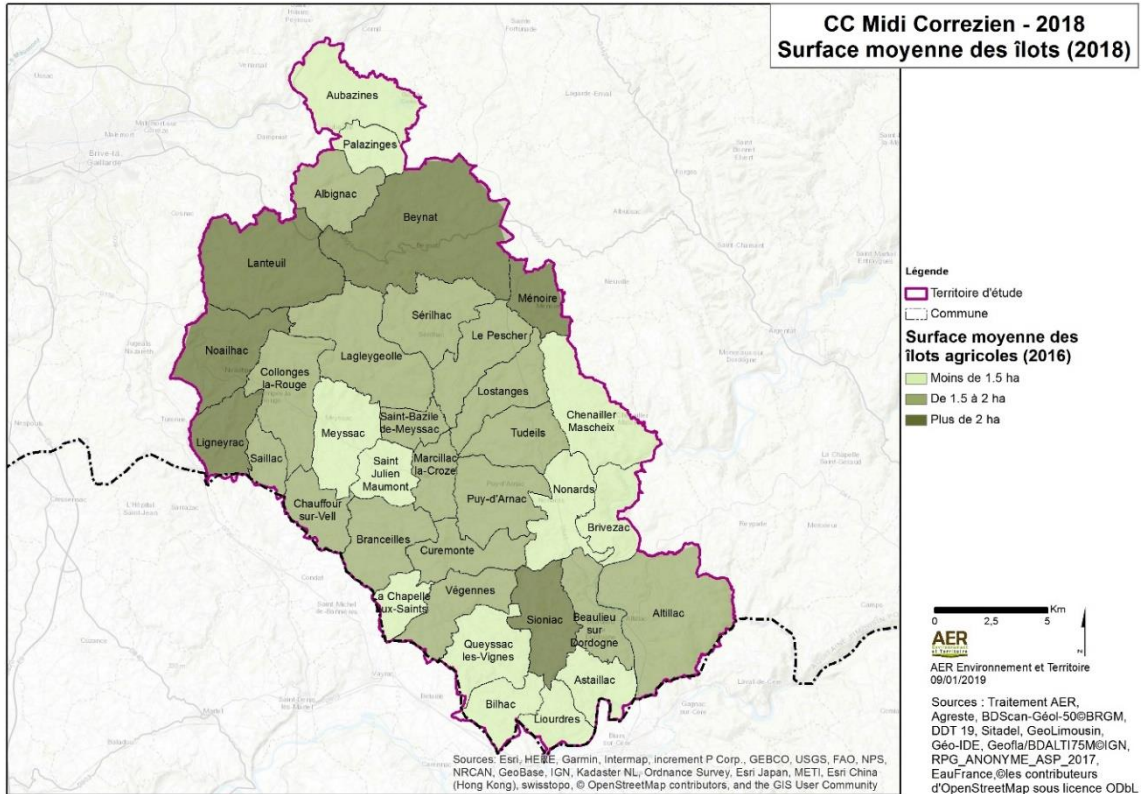 CC Midi Correzien - 2018
Surface moyenne des îlots (2018)
Aubazines
Palazinges
Albignac
Beynat
Lanteuil
Ménoire
Sérilhac
Le Pescher
Noailhac
Lagleygeolle
Collonges
la-Rouge
Lostanges
Chenailler
Mascheix
Saint-Bazile
de-Meyssac
Tudeils
Meyssac
Ligneyrac
Saillac
Saint
Julien
Maumont
Marcillac
la-Croze
Puy-d'Arnac
Nonards
Chauffour
sur-Vell
Brivezac
Branceilles
Curemonte
La Chapelle
aux-Saints
Végennes
Sioniac
Beaulieu
sur
Dordogne
Altillac
Queyssac
les-Vignes
Astaillac
Bilhac
Liourdes
Brive-la
Gaillarde
Légende
Territoire d'étude
Commune
Surface moyenne des
îlots agricoles (2016)
Moins de 1.5 ha
De 1.5 à 2 ha
Plus de 2 ha
0 2,5 5 Km
AER
Environnement
et Territoire
AER Environnement et Territoire
09/01/2019
Sources : Traitement AER,
Agreste, BDScan-Géol-50©BRGM,
DDT 19, Sitadel, GeoLimousin,
Géo-IDE, Geofla/BDALTI75M©IGN,
RPG_ANONYME_ASP_2017,
EauFrance,©les contributeurs
d'OpenStreetMap sous licence ODbL
Sources: Esri, HERE, Garmin, Intermap, increment P Corp., GEBCO, USGS, FAO, NPS,
NRCAN, GeoBase, IGN, Kadaster NL, Ordnance Survey, Esri Japan, METI, Esri China
(Hong Kong), swisstopo, © OpenStreetMap contributors, and the GIS User Community